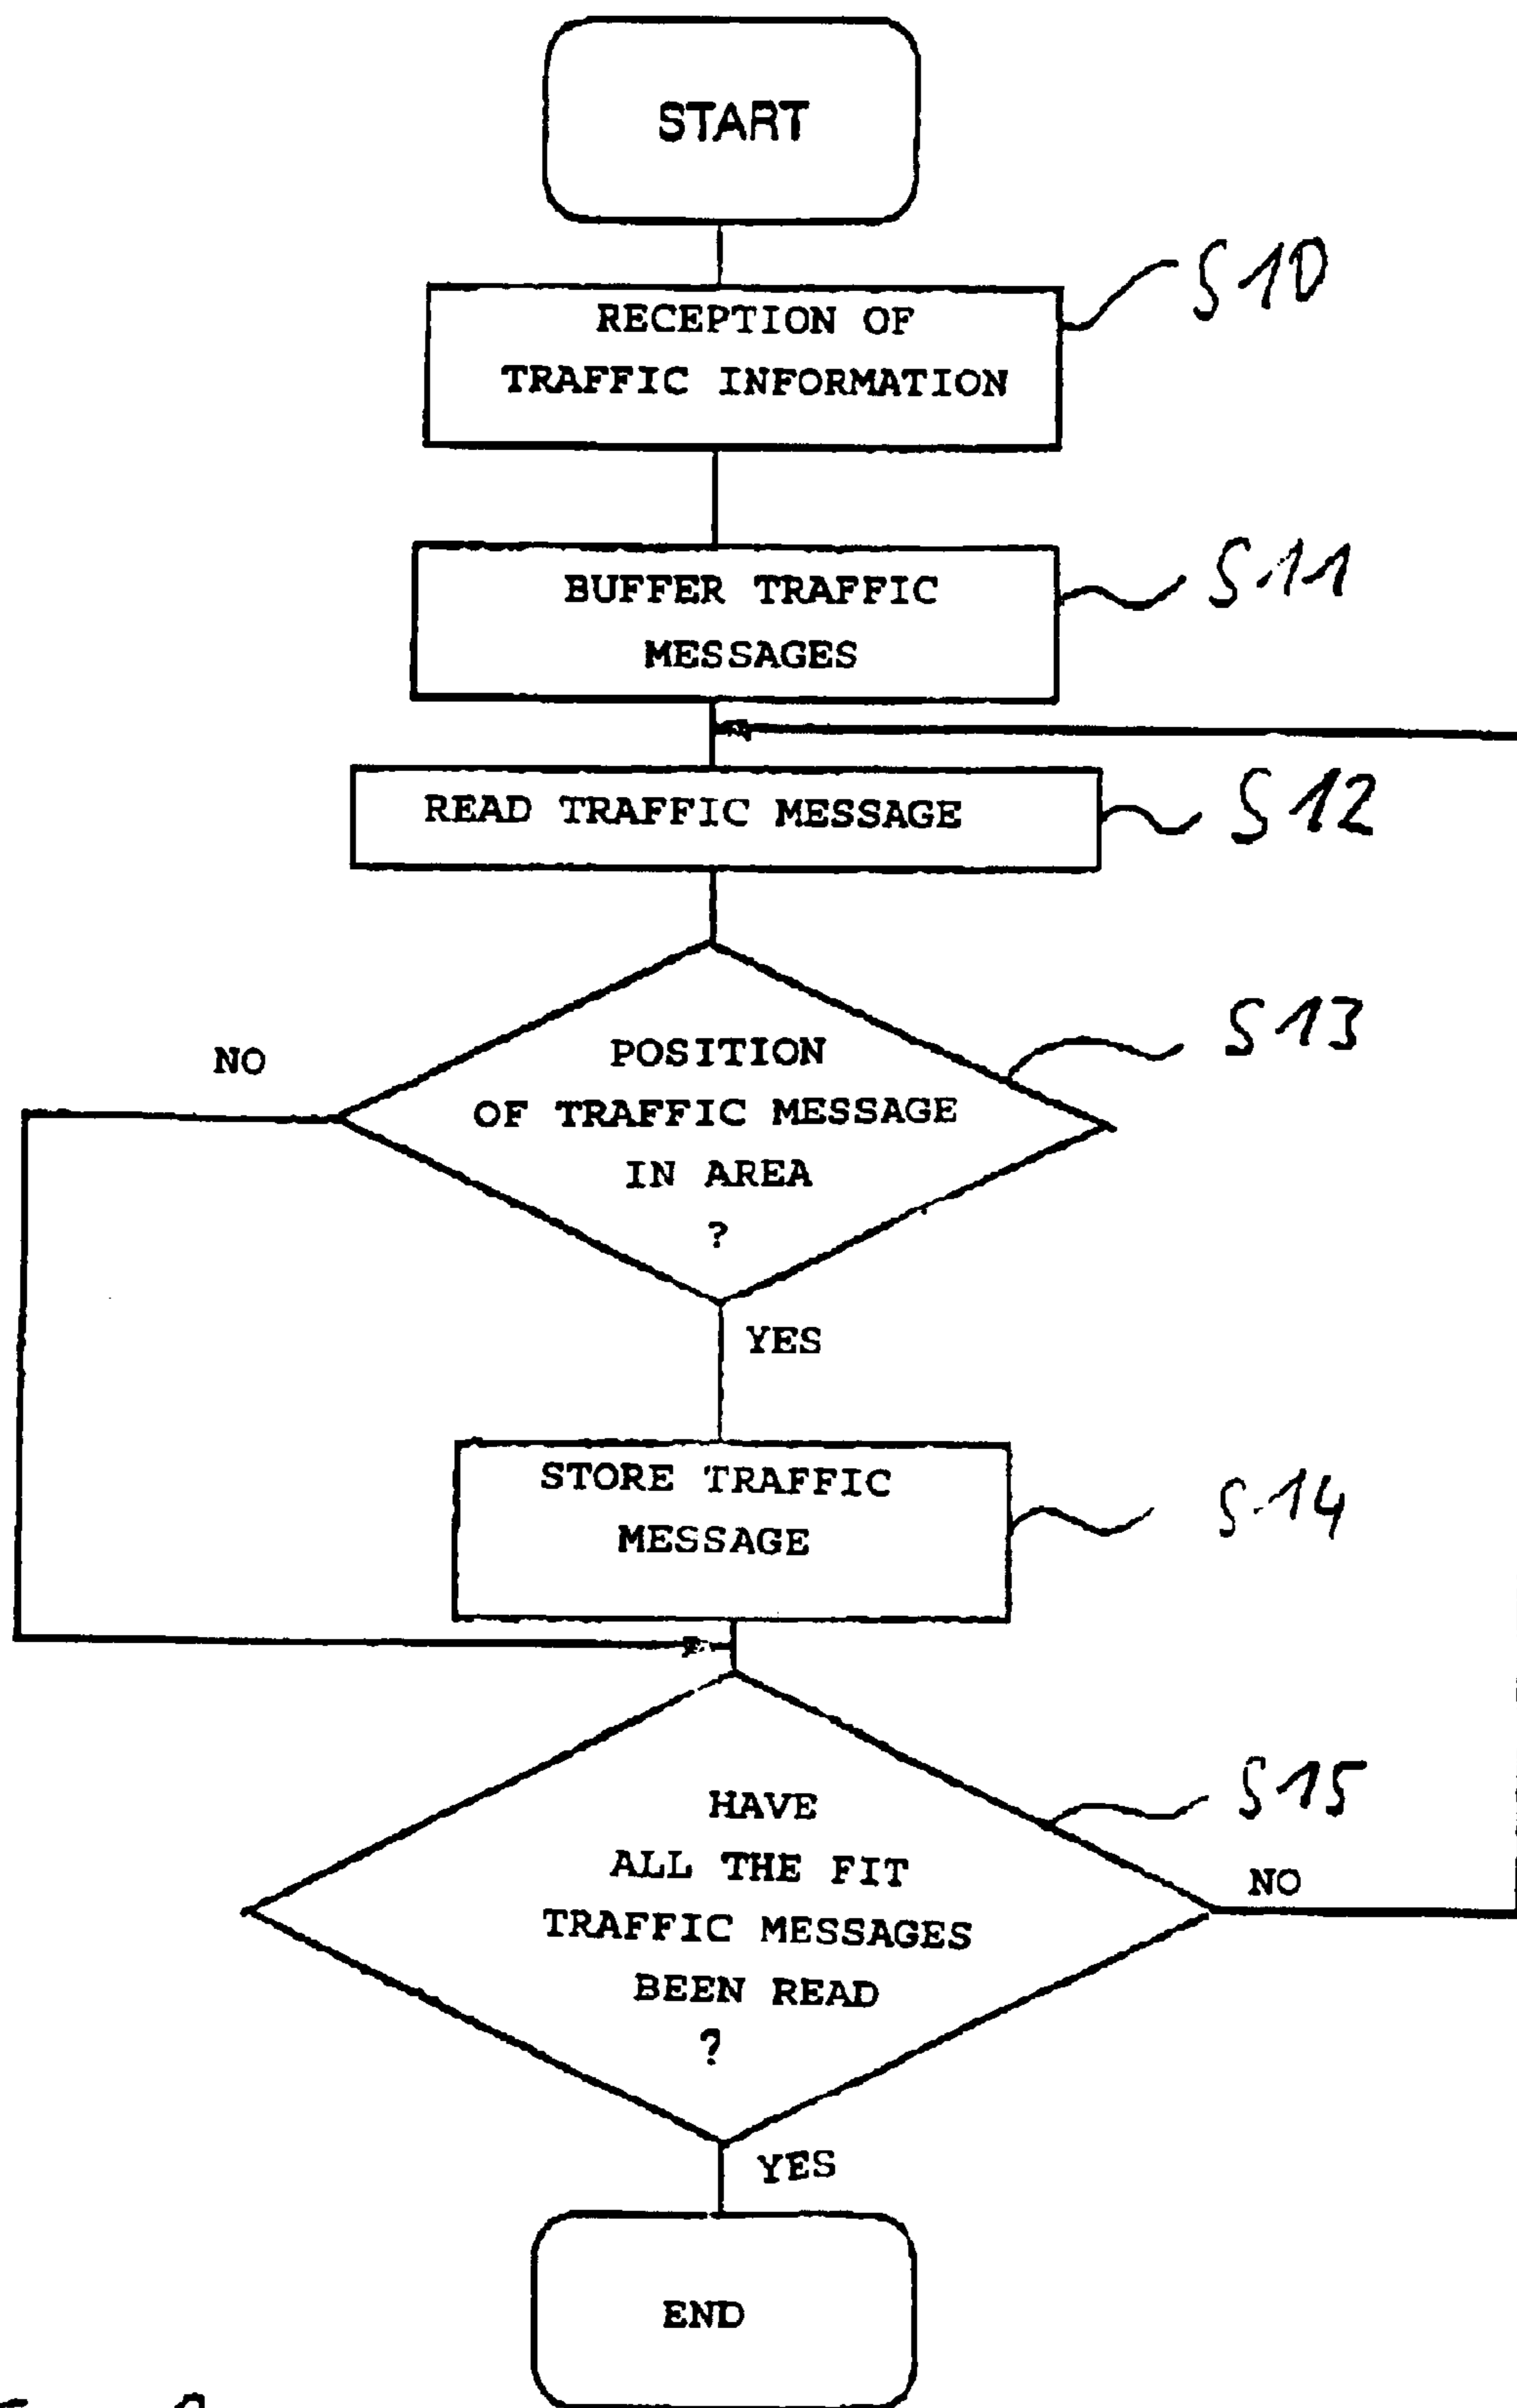 START
RECEPTION OF
TRAFFIC INFORMATION
S10
BUFFER TRAFFIC
MESSAGES
S11
READ TRAFFIC MESSAGE
S12
POSITION
OF TRAFFIC MESSAGE
IN AREA
?
S13
NO
YES
STORE TRAFFIC
MESSAGE
S14
HAVE
ALL THE FIT
TRAFFIC MESSAGES
BEEN READ
?
S15
NO
YES
END